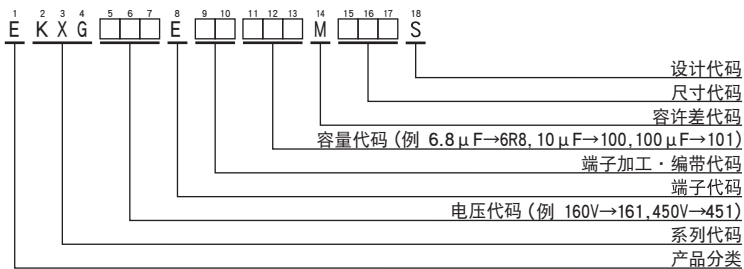 1 2 3 4 5 6 7 8 9 10 11 12 13 14 15 16 17 18
E K X G □□□ E □□ □□□ M □□□ S
设计代码
尺寸代码
容许差代码
容量代码 (例 6.8μF→6R8, 10μF→100, 100μF→101)
端子加工・编带代码
端子代码
电压代码 (例 160V→161, 450V→451)
系列代码
产品分类